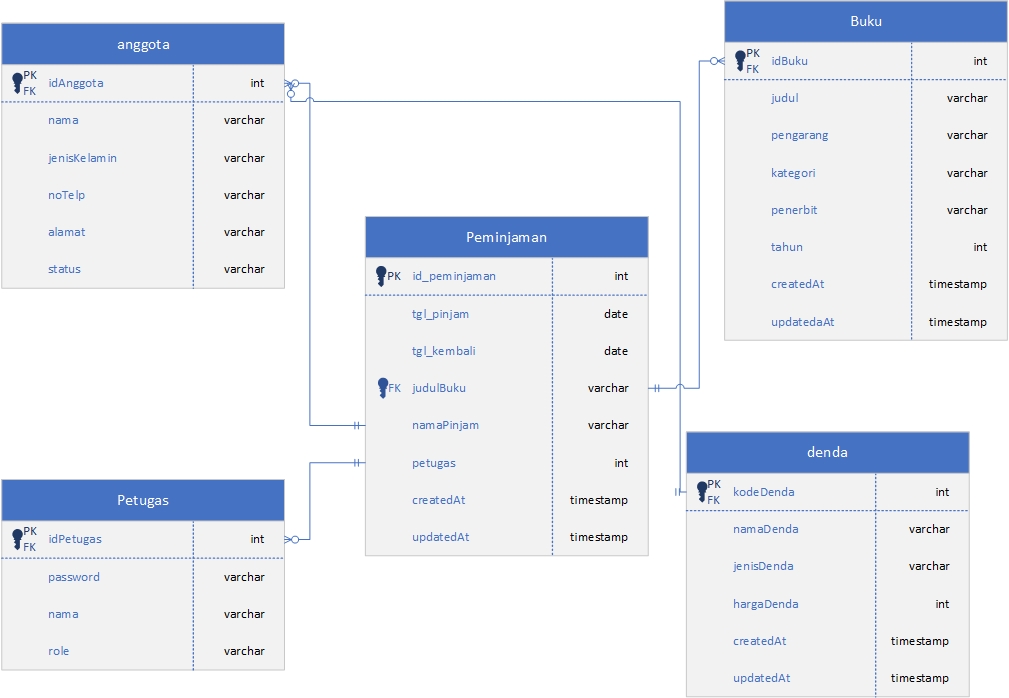 anggota
PK
FK
idAnggota int
nama varchar
jenisKelamin varchar
noTelp varchar
alamat varchar
status varchar
Buku
PK
FK
idBuku int
judul varchar
pengarang varchar
kategori varchar
penerbit varchar
tahun int
createdAt timestamp
updatedaAt timestamp
Peminjaman
PK id_peminjaman int
tgl_pinjam date
tgl_kembali date
FK judulBuku varchar
namaPinjam varchar
petugas int
createdAt timestamp
updatedAt timestamp
Petugas
PK
FK
idPetugas int
password varchar
nama varchar
role varchar
denda
PK
FK
kodeDenda int
namaDenda varchar
jenisDenda varchar
hargaDenda int
createdAt timestamp
updatedAt timestamp